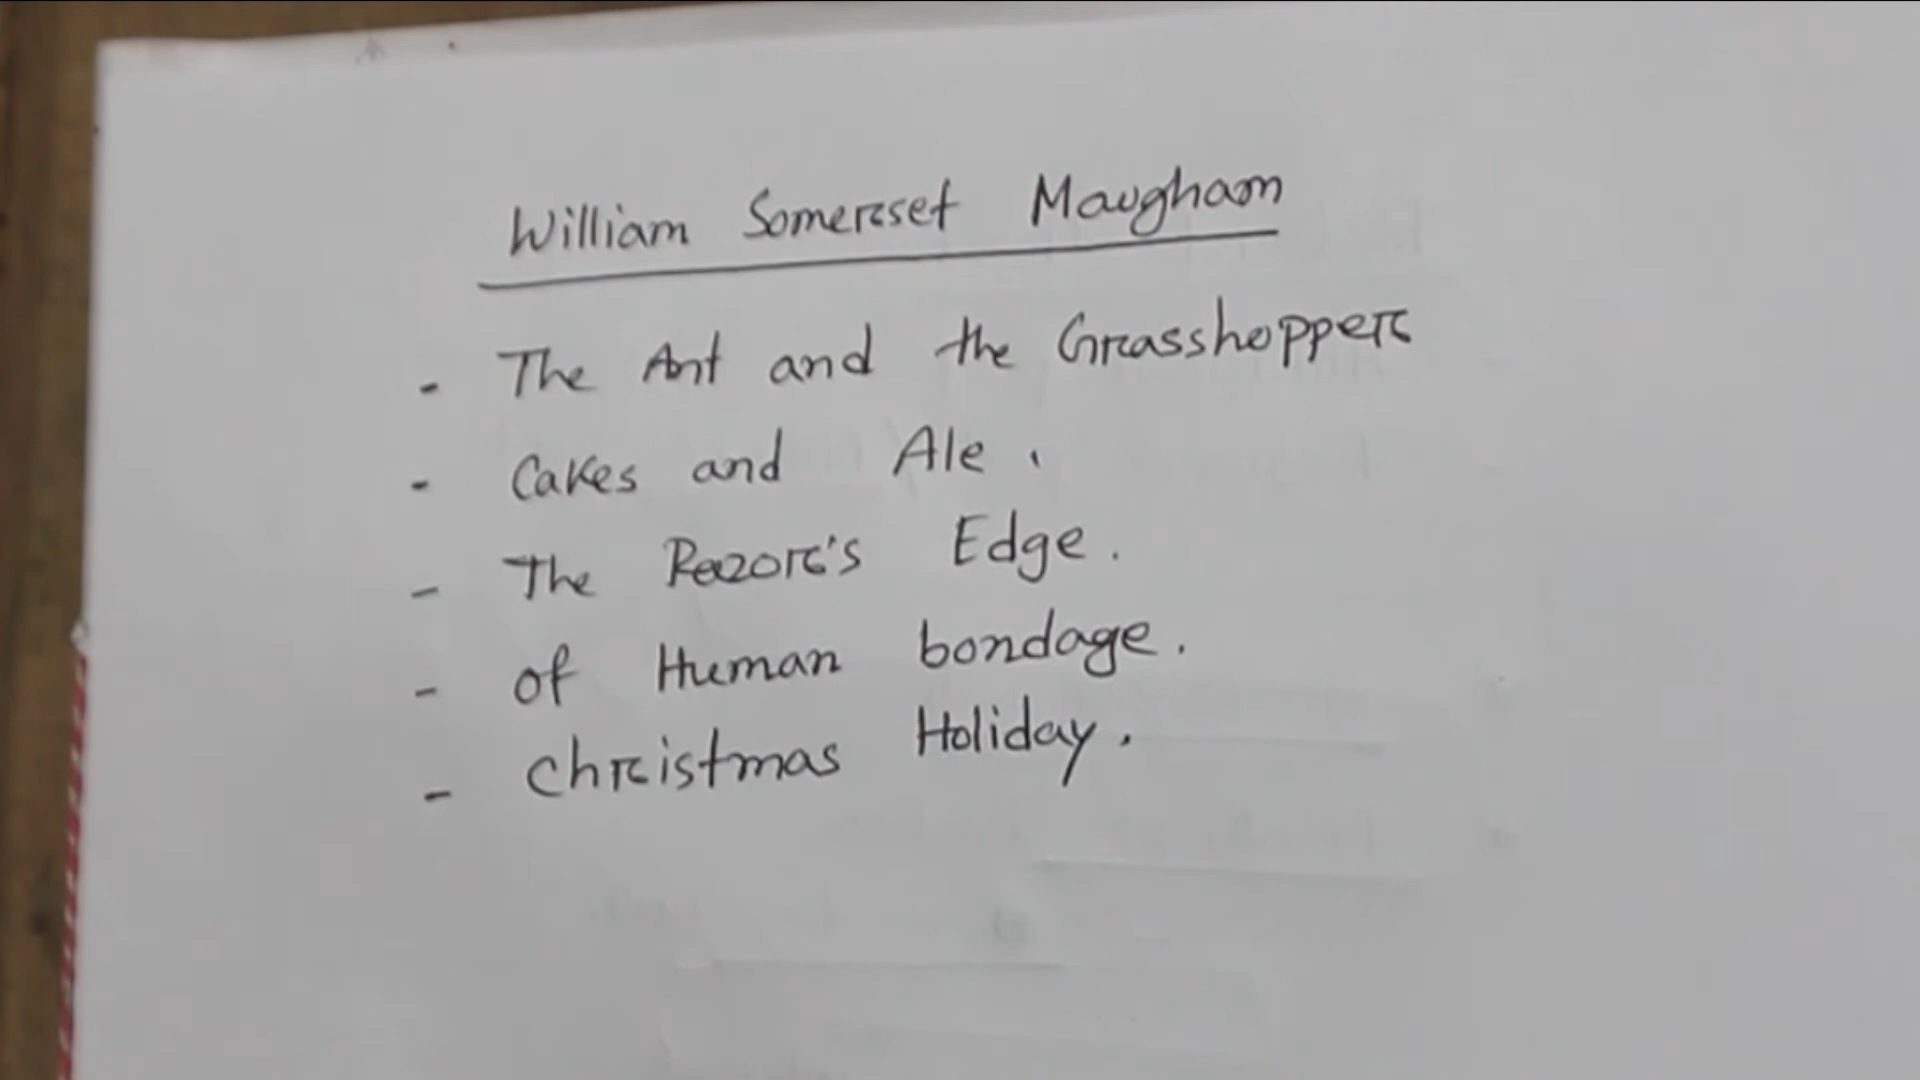 William Somerset Maugham
- The Ant and the Grasshopper
- Cakes and Ale.
- The Razor's Edge.
- of Human bondage.
- christmas Holiday.